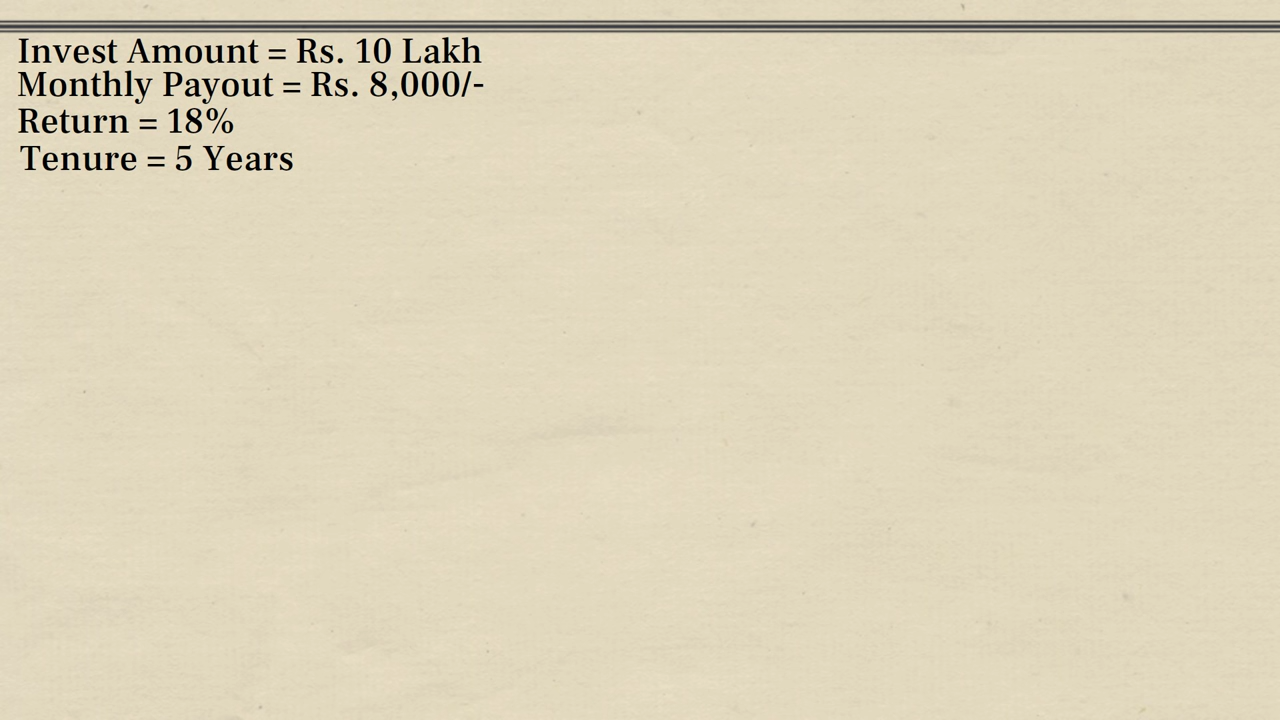 Invest Amount = Rs. 10 Lakh
Monthly Payout = Rs. 8,000/-
Return = 18%
Tenure = 5 Years